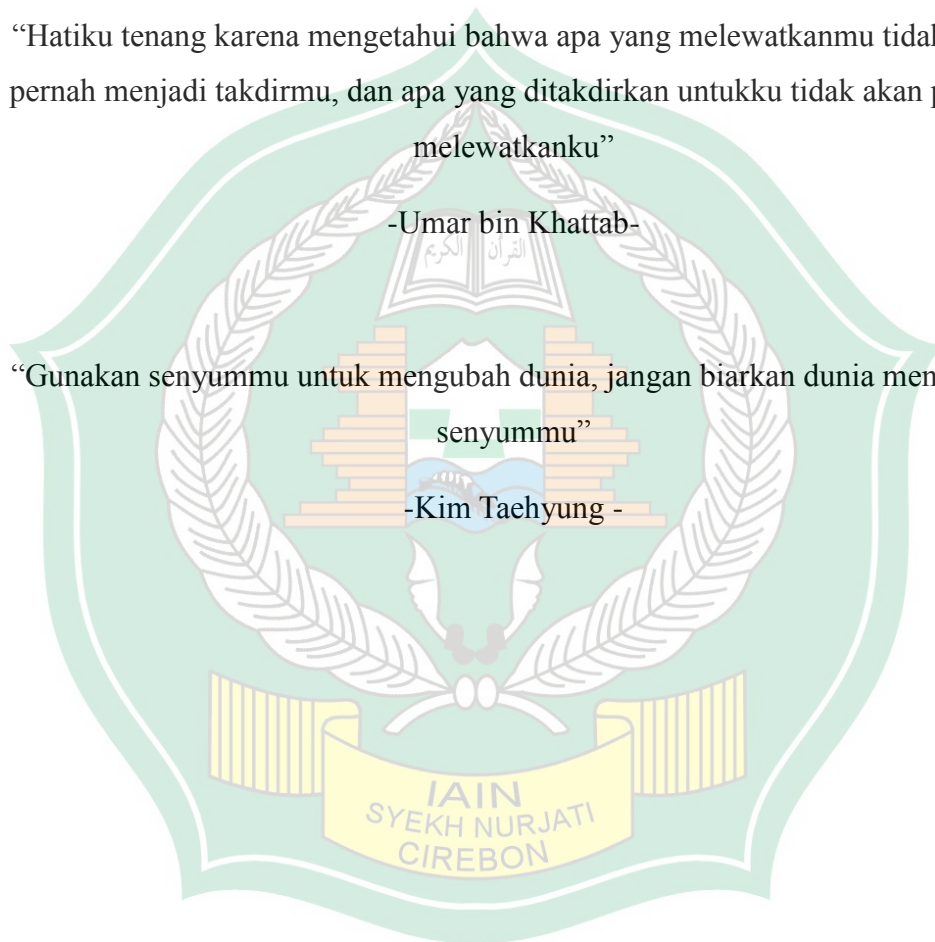 “Hatiku tenang karena mengetahui bahwa apa yang melewatkanmu
pernah menjadi takdirmu, dan apa yang ditakdirkan untukku tidak akan
melewatkanku”
-Umar bin Khattab-
القرآن الكريم
“Gunakan senyummu untuk mengubah dunia, jangan biarkan dunia
senyummu”
-Kim Taehyung -
IAIN
SYEKH NURJATI
CIREBON